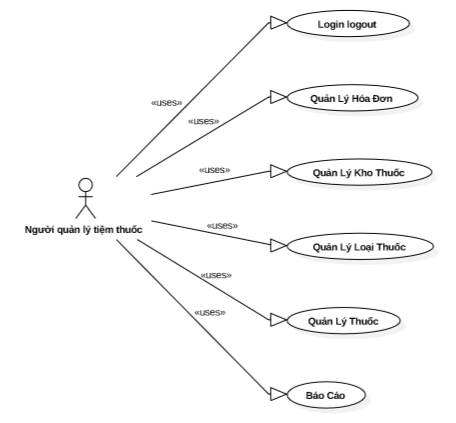 Login logout
«uses»
Quản Lý Hóa Đơn
«uses»
Quản Lý Kho Thuốc
«uses»
Người quản lý tiệm thuốc
«uses»
Quản Lý Loại Thuốc
«uses»
Quản Lý Thuốc
«uses»
Báo Cáo